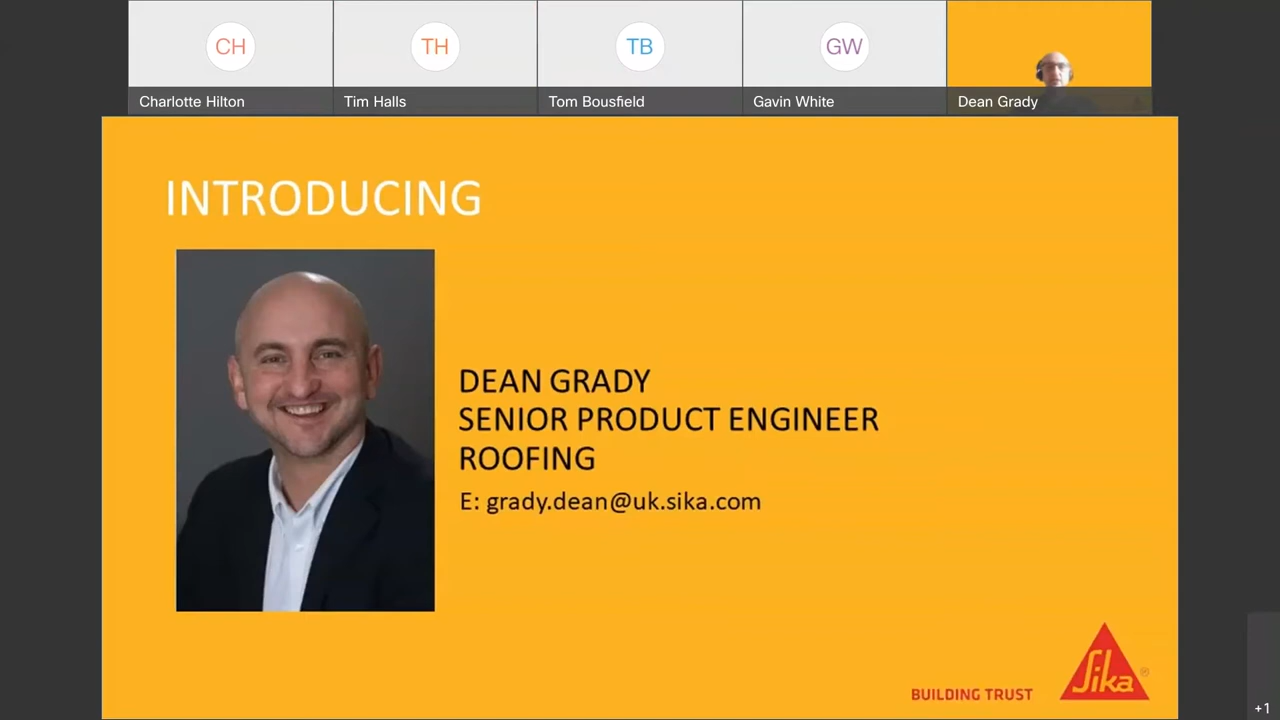 CH
TH
TB
GW
Charlotte Hilton
Tim Halls
Tom Bousfield
Gavin White
Dean Grady
INTRODUCING
DEAN GRADY
SENIOR PRODUCT ENGINEER
ROOFING
E: grady.dean@uk.sika.com
BUILDING TRUST
Sika®
+1